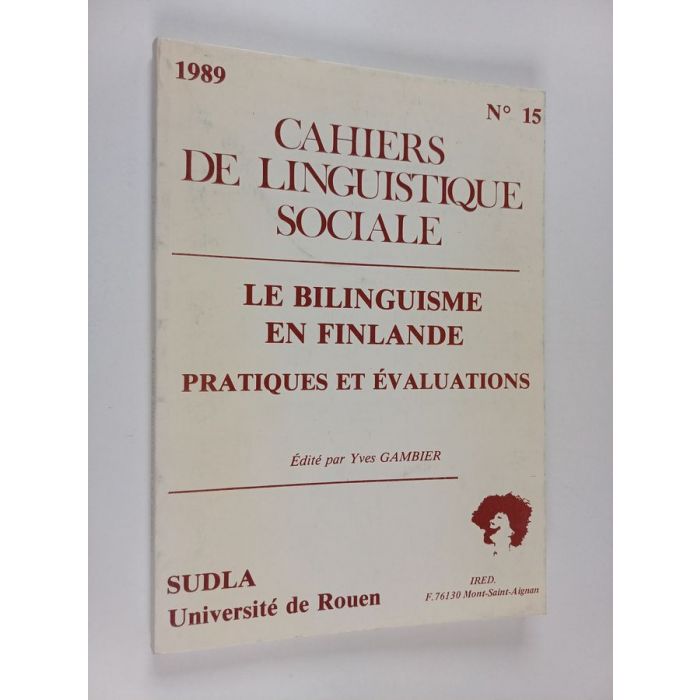 1989
N° 15
CAHIERS
DE LINGUISTIQUE
SOCIALE
LE BILINGUISME
EN FINLANDE
PRATIQUES ET ÉVALUATIONS
Édité par Yves GAMBIER
SUDLA
Université de Rouen
IRED.
F.76130 Mont-Saint-Aignan